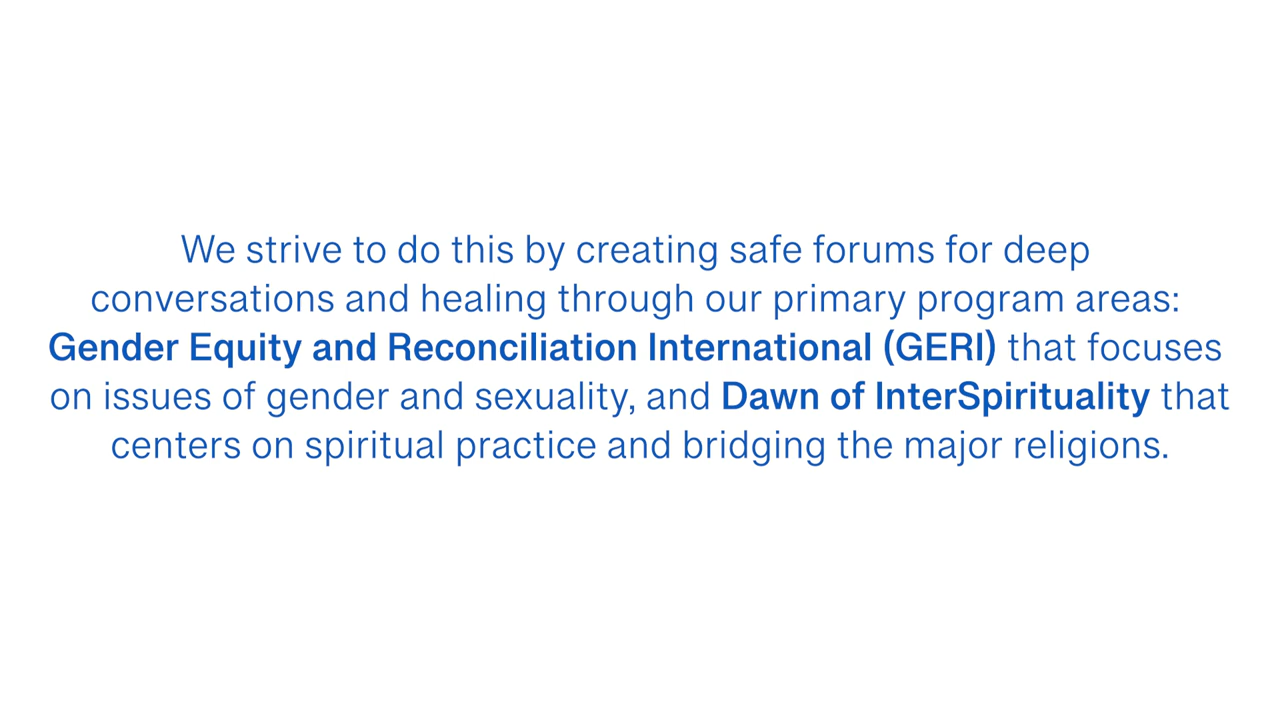 We strive to do this by creating safe forums for deep
conversations and healing through our primary program areas:
Gender Equity and Reconciliation International (GERI) that focuses
on issues of gender and sexuality, and Dawn of InterSpirituality that
centers on spiritual practice and bridging the major religions.